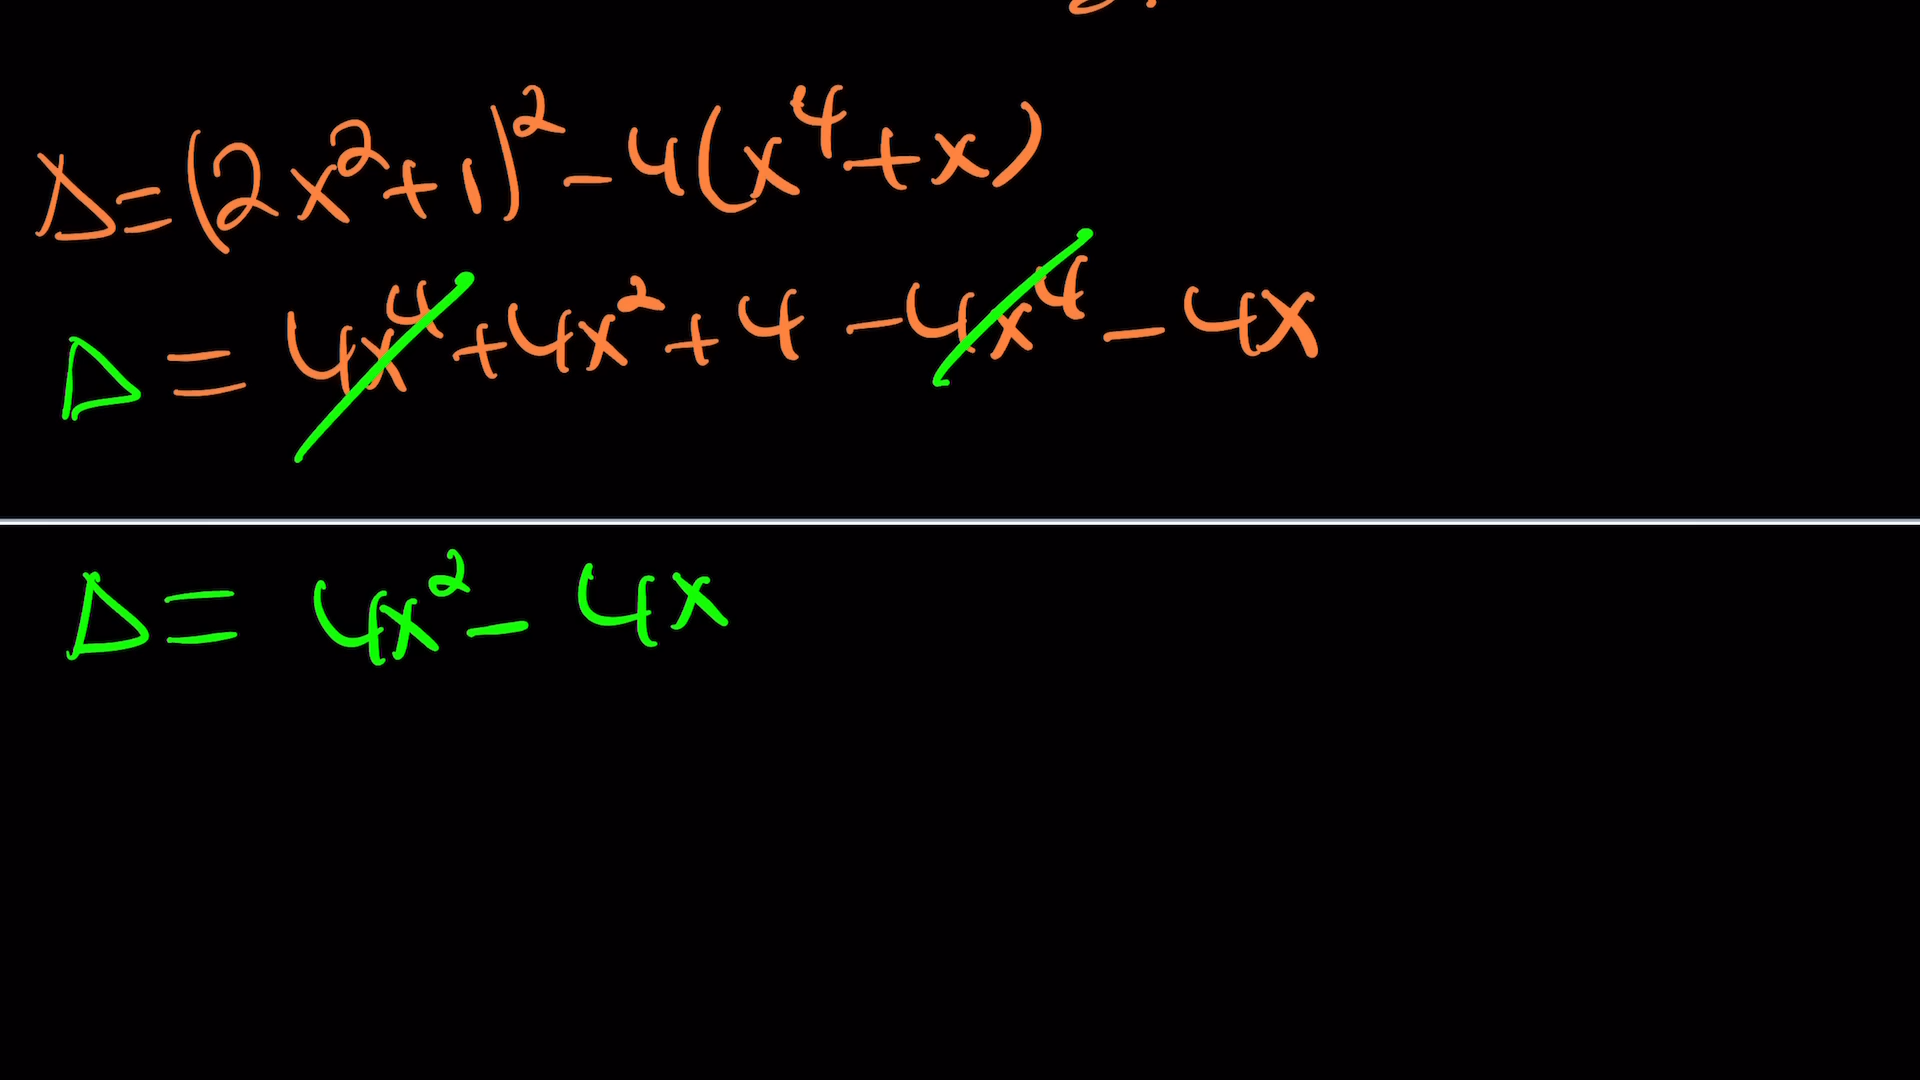 Δ = (2x²+1)² - 4(x⁴+x)
Δ = 4x⁴ + 4x² + 4 - 4x⁴ - 4x
Δ = 4x² - 4x